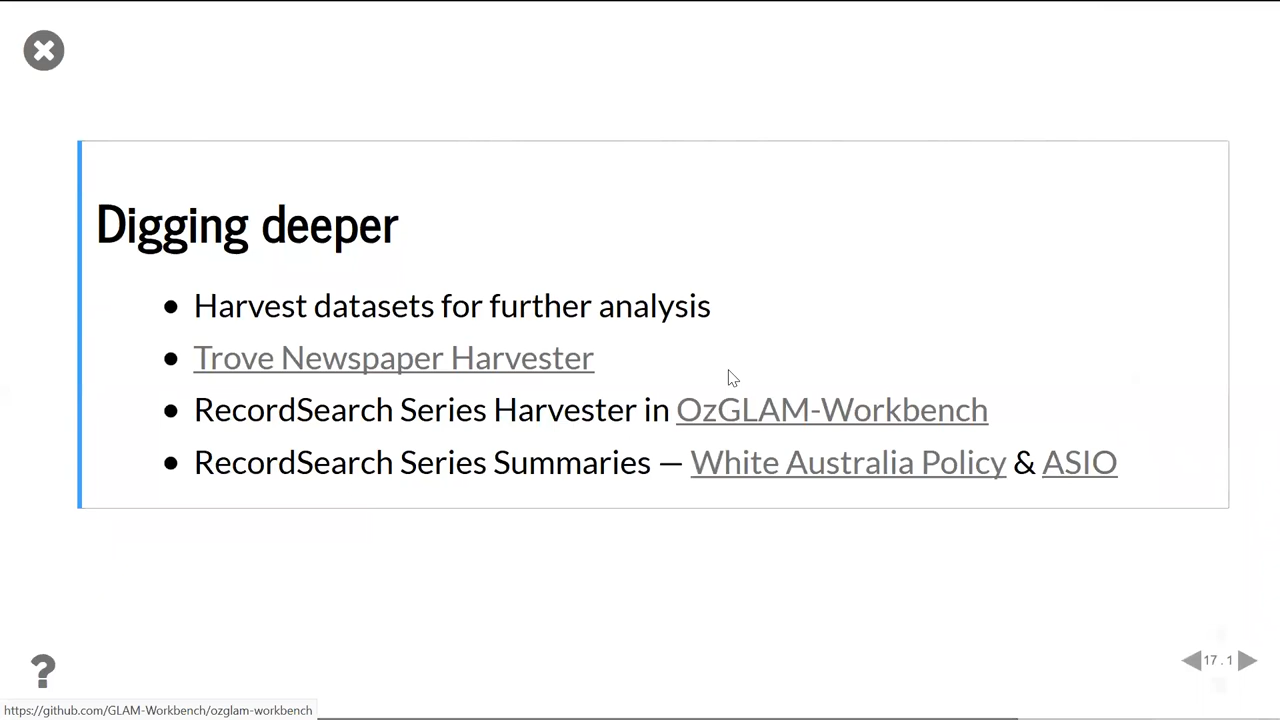 Digging deeper
• Harvest datasets for further analysis
• Trove Newspaper Harvester
• RecordSearch Series Harvester in OzGLAM-Workbench
• RecordSearch Series Summaries — White Australia Policy & ASIO
?
17 . 1
https://github.com/GLAM-Workbench/ozglam-workbench